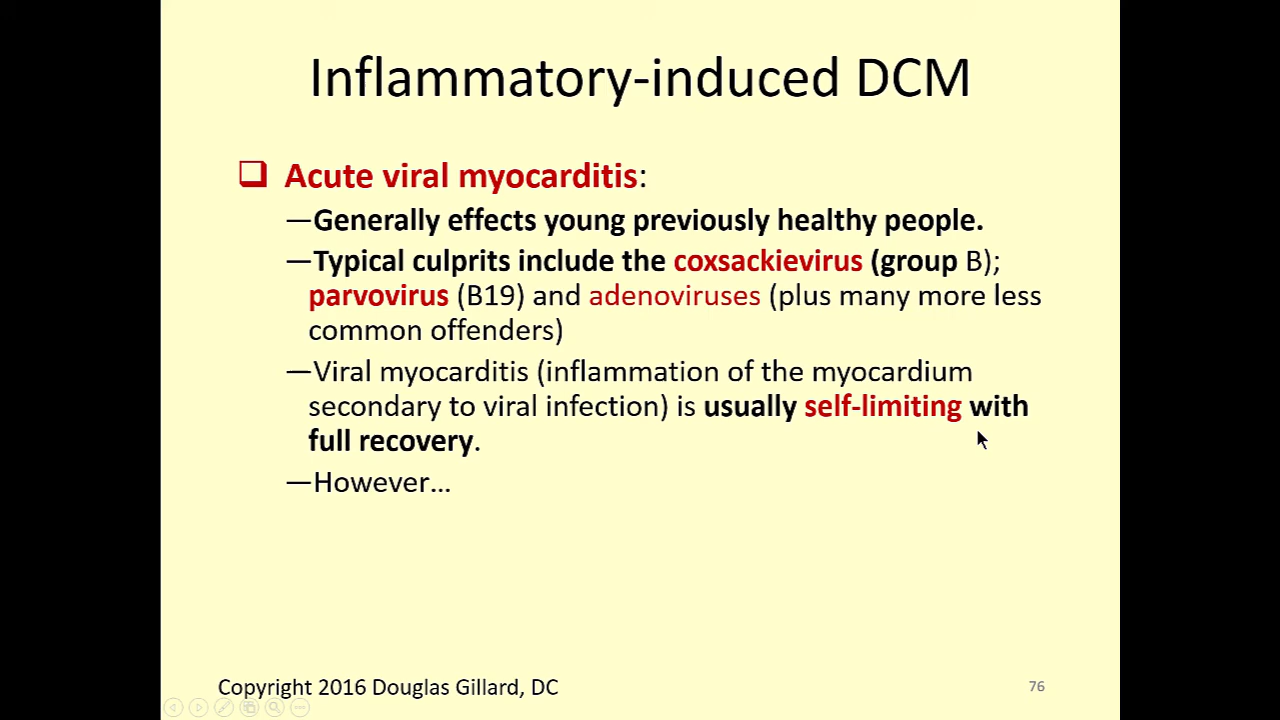 Inflammatory-induced DCM
❑ Acute viral myocarditis:
—Generally effects young previously healthy people.
—Typical culprits include the coxsackievirus (group B);
parvovirus (B19) and adenoviruses (plus many more less
common offenders)
—Viral myocarditis (inflammation of the myocardium
secondary to viral infection) is usually self-limiting with
full recovery.
—However…
Copyright 2016 Douglas Gillard, DC
76